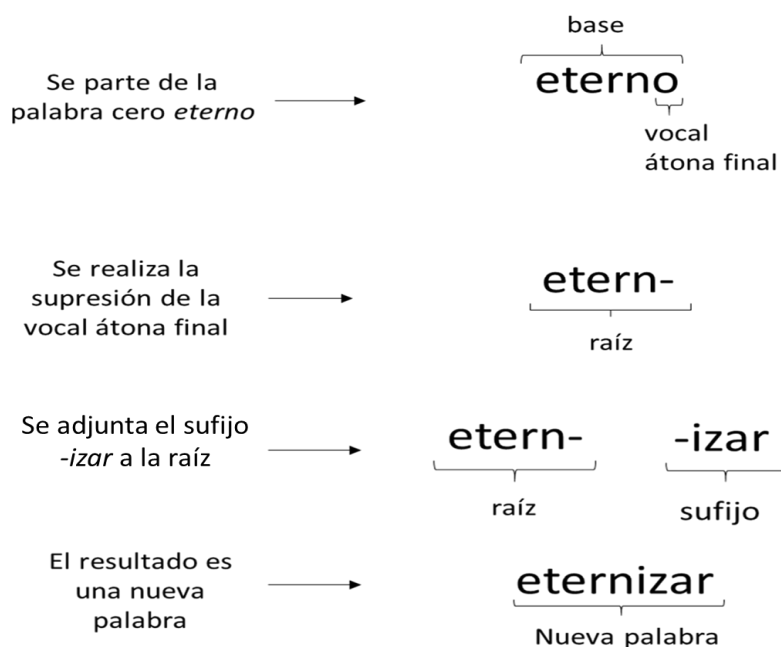 base
Se parte de la
palabra cero eterno
eterno
vocal
átona final
Se realiza la
supresión de la
vocal átona final
etern-
raíz
Se adjunta el sufijo
-izar a la raíz
etern-
-izar
raíz
sufijo
El resultado es
una nueva
palabra
eternizar
Nueva palabra